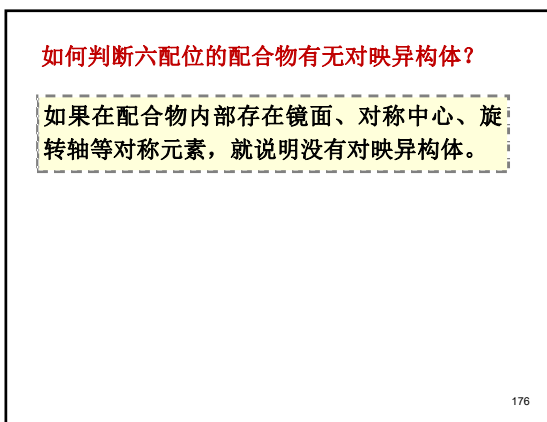 如何判断六配位的配合物有无对映异构体？
如果在配合物内部存在镜面、对称中心、旋
转轴等对称元素，就说明没有对映异构体。
176